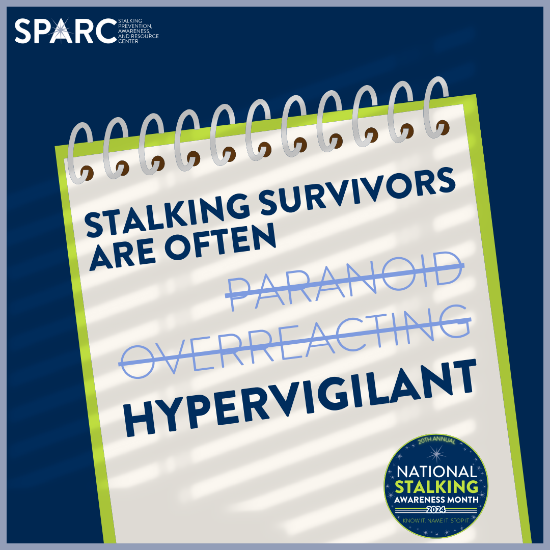 SPARC
STALKING
PREVENTION,
AWARENESS,
AND RESOURCE
CENTER
STALKING SURVIVORS
ARE OFTEN
PARANOID
OVERREACTING
HYPERVIGILANT
20TH ANNUAL
NATIONAL
STALKING
AWARENESS MONTH
2024
KNOW IT. NAME IT. STOP IT.